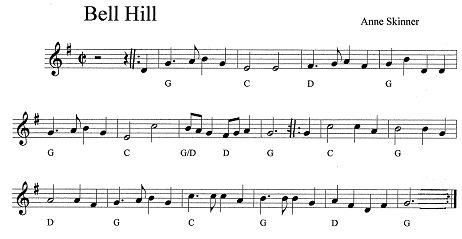 Bell Hill
Anne Skinner
G C D G
G C G/D D G G C G
D G C G D G